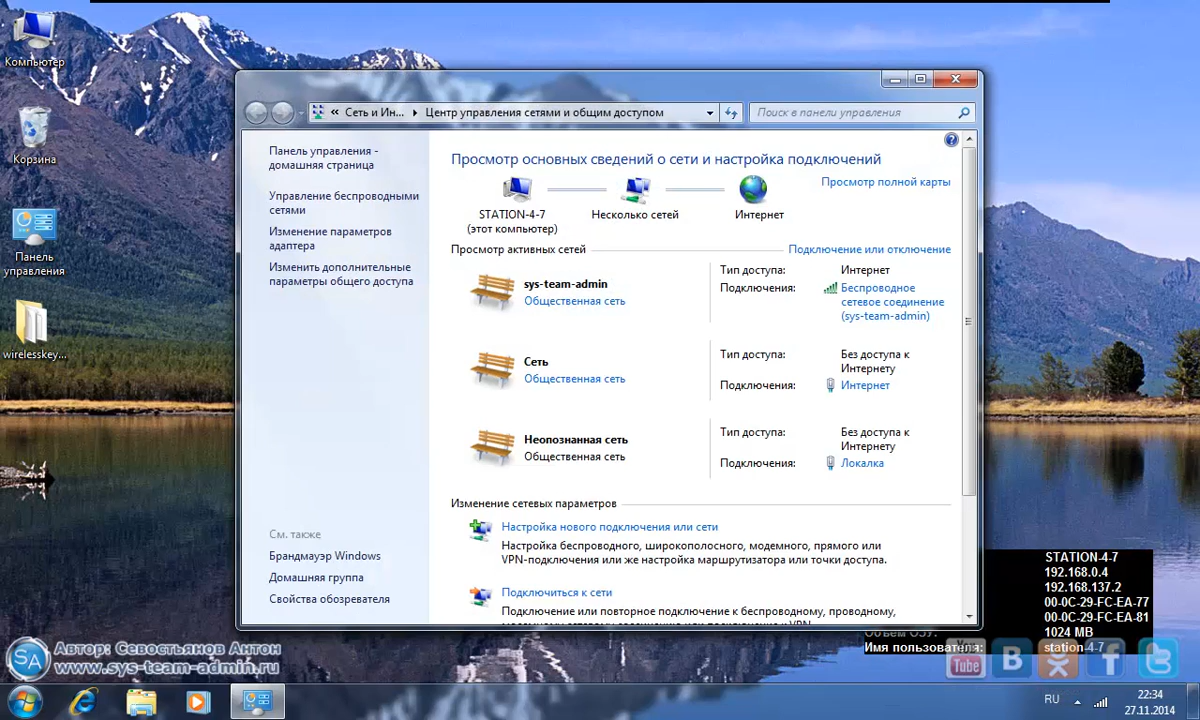 Компьютер
Корзина
Панель
управления
wirelesskey...
« Сеть и Ин... Центр управления сетями и общим доступом
Поиск в панели управления
Панель управления -
домашняя страница
Управление беспроводными
сетями
Изменение параметров
адаптера
Изменить дополнительные
параметры общего доступа
См. также
Брандмауэр Windows
Домашняя группа
Свойства обозревателя
Просмотр основных сведений о сети и настройка подключений
Просмотр полной карты
STATION-4-7
(этот компьютер)
Несколько сетей
Интернет
Просмотр активных сетей
Подключение или отключение
sys-team-admin
Общественная сеть
Тип доступа: Интернет
Подключения: Беспроводное
сетевое соединение
(sys-team-admin)
Сеть
Общественная сеть
Тип доступа: Без доступа к
Интернету
Подключения: Интернет
Неопознанная сеть
Общественная сеть
Тип доступа: Без доступа к
Интернету
Подключения: Локалка
Изменение сетевых параметров
Настройка нового подключения или сети
Настройка беспроводного, широкополосного, модемного, прямого или
VPN-подключения или же настройка маршрутизатора или точки доступа.
Подключиться к сети
Подключение или повторное подключение к беспроводному, проводному,
STATION-4-7
192.168.0.4
192.168.137.2
00-0C-29-FC-EA-77
00-0C-29-FC-EA-81
1024 MB
Объем ОЗУ:
Имя пользователя: station-4-7
SA
Автор: Севостьянов Антон
www.sys-team-admin.ru
You
Tube
RU
22:34
27.11.2014